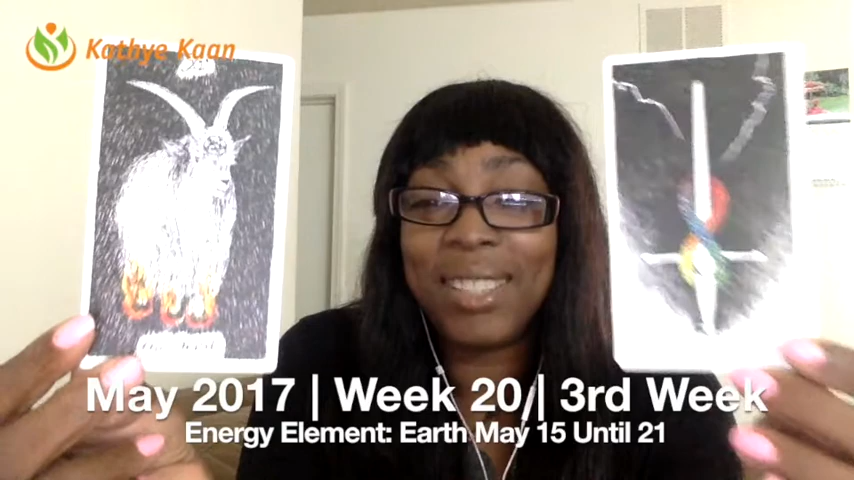 Kathye Kaan
May 2017 | Week 20 | 3rd Week
Energy Element: Earth May 15 Until 21